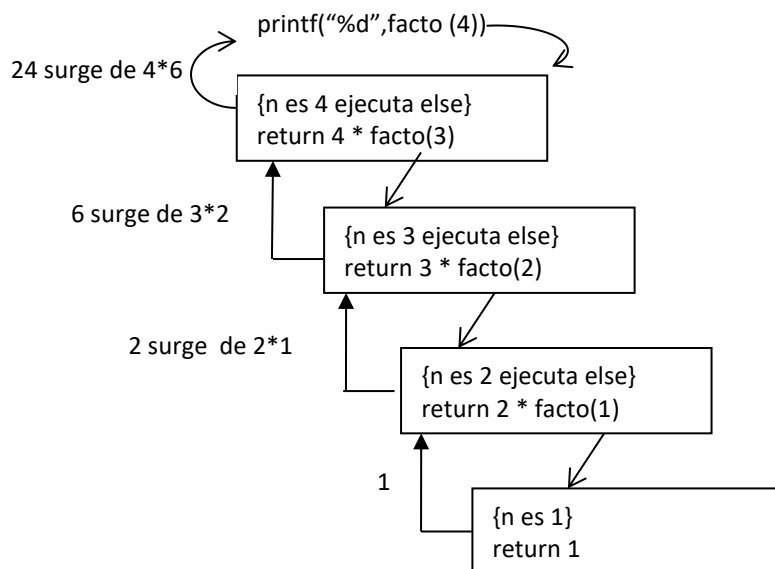 printf(“%d”,facto (4))
24 surge de 4*6
{n es 4 ejecuta else}
return 4 * facto(3)
6 surge de 3*2
{n es 3 ejecuta else}
return 3 * facto(2)
2 surge  de 2*1
{n es 2 ejecuta else}
return 2 * facto(1)
1
{n es 1}
return 1